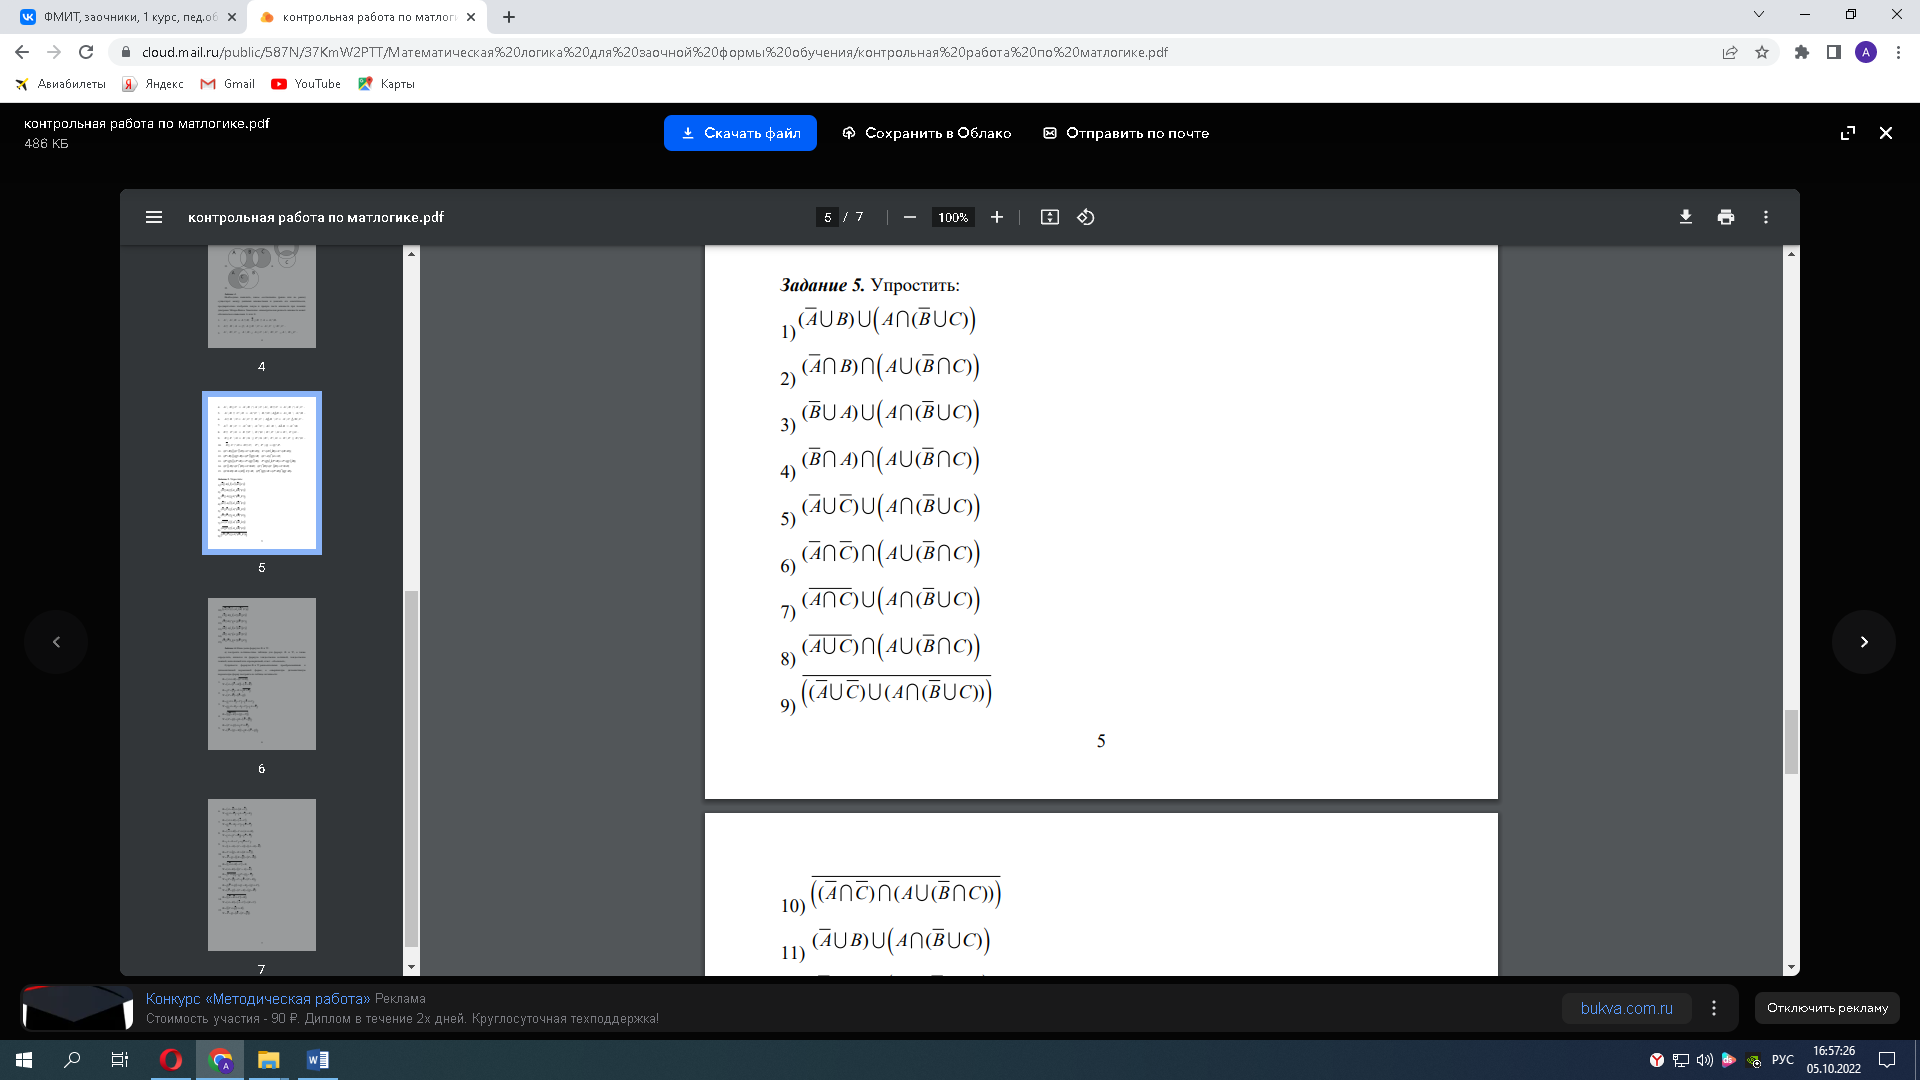 ФМИТ, заочники, 1 курс, пед.об
контрольная работа по матлоги
cloud.mail.ru/public/587N/37KmW2PTT/Математическая%20логика%20для%20заочной%20формы%20обучения/контрольная%20работа%20по%20матлогике.pdf
A
Авиабилеты
Яндекс
Gmail
YouTube
Карты
контрольная работа по матлогике.pdf
486 КБ
Скачать файл
Сохранить в Облако
Отправить по почте
контрольная работа по матлогике.pdf
5 / 7
100%
4
5
6
7
Задание 5. Упростить:
1) (A̅⋃B)⋃(A⋂(B̅⋃C))
2) (A̅⋂B)⋂(A⋃(B̅⋂C))
3) (B̅⋃A)⋃(A⋂(B̅⋃C))
4) (B̅⋂A)⋂(A⋃(B̅⋂C))
5) (A̅⋃C̅)⋃(A⋂(B̅⋃C))
6) (A̅⋂C̅)⋂(A⋃(B̅⋂C))
7) (\overline{A⋂C})⋃(A⋂(B̅⋃C))
8) (\overline{A⋃C})⋂(A⋃(B̅⋂C))
9) \overline{((A̅⋃C̅)⋃(A⋂(B̅⋃C)))}
5
10) \overline{((A̅⋂C̅)⋂(A⋃(B̅⋂C)))}
11) (A̅⋃B)⋃(A⋂(B̅⋃C))
Конкурс «Методическая работа» Реклама
Стоимость участия - 90 ₽. Диплом в течение 2х дней. Круглосуточная техподдержка!
bukva.com.ru
Отключить рекламу
РУС
16:57:26
05.10.2022